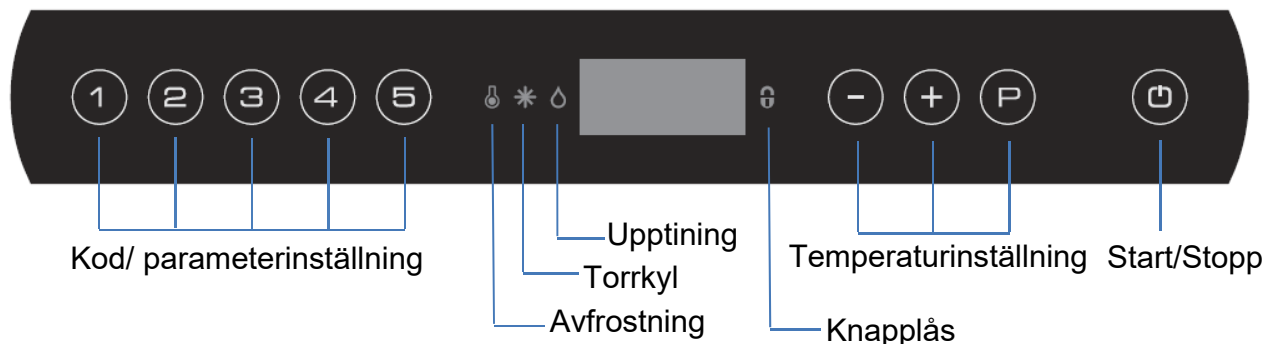 1 2 3 4 5 - + P
Kod/ parameterinställning
Upptining
Torrkyl
Avfrostning
Temperaturinställning
Start/Stopp
Knapplås